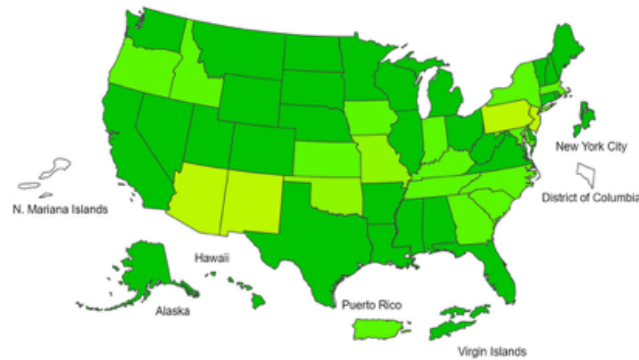 New York City
District of Columbia
N. Mariana Islands
Hawaii
Alaska
Puerto Rico
Virgin Islands